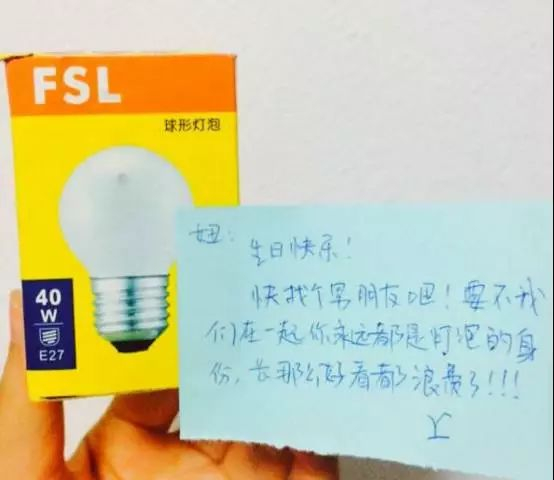 FSL
球形灯泡
40
W
E27
妞:
生日快乐!
快找个男朋友吧!要不我
们在一起你永远都是灯泡的身
份,长那么好看都浪费了!!!
Y